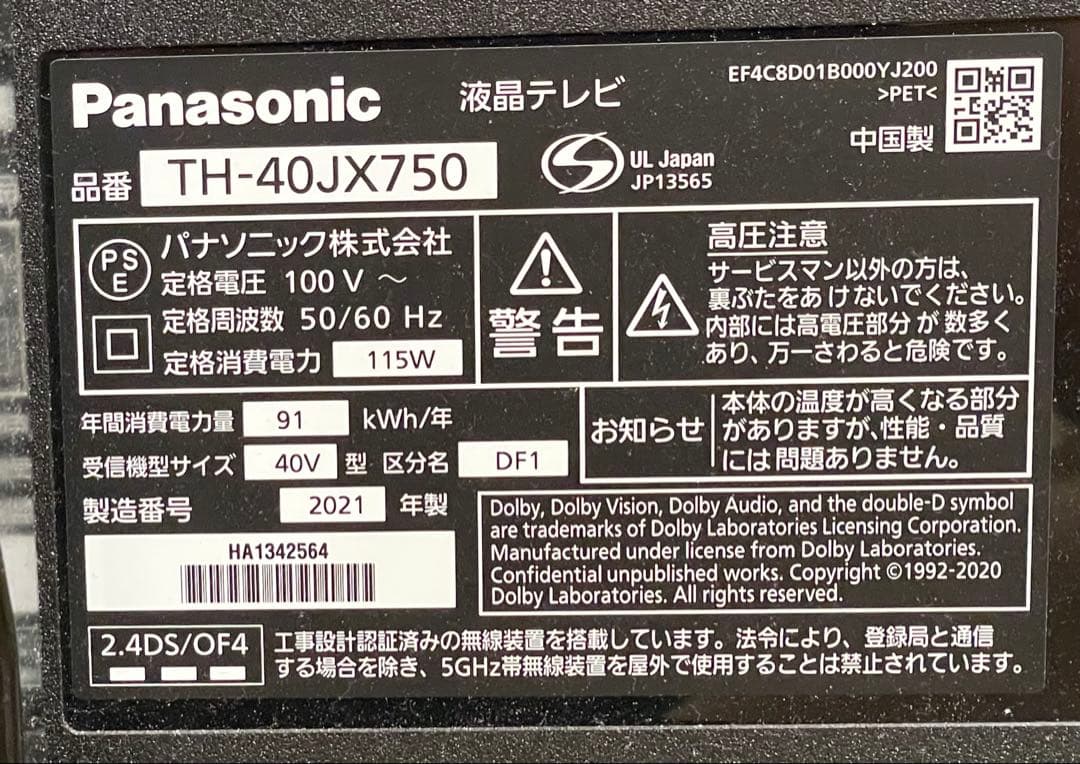 Panasonic 液晶テレビ
EF4C8D01B000YJ200
>PET<
中国製
品番 TH-40JX750
UL Japan
JP13565
PS
E
パナソニック株式会社
定格電圧 100 V ～
定格周波数 50/60 Hz
定格消費電力 115W
警告
高圧注意
サービスマン以外の方は、
裏ぶたをあけないでください。
内部には高電圧部分が数多く
あり、万一さわると危険です。
年間消費電力量 91 kWh/年
受信機型サイズ 40V 型 区分名 DF1
製造番号 2021 年製
HA1342564
お知らせ
本体の温度が高くなる部分
がありますが、性能・品質
には問題ありません。
Dolby, Dolby Vision, Dolby Audio, and the double-D symbol
are trademarks of Dolby Laboratories Licensing Corporation.
Manufactured under license from Dolby Laboratories.
Confidential unpublished works. Copyright ©1992-2020
Dolby Laboratories. All rights reserved.
2.4DS/OF4
工事設計認証済みの無線装置を搭載しています。法令により、登録局と通信
する場合を除き、5GHz帯無線装置を屋外で使用することは禁止されています。